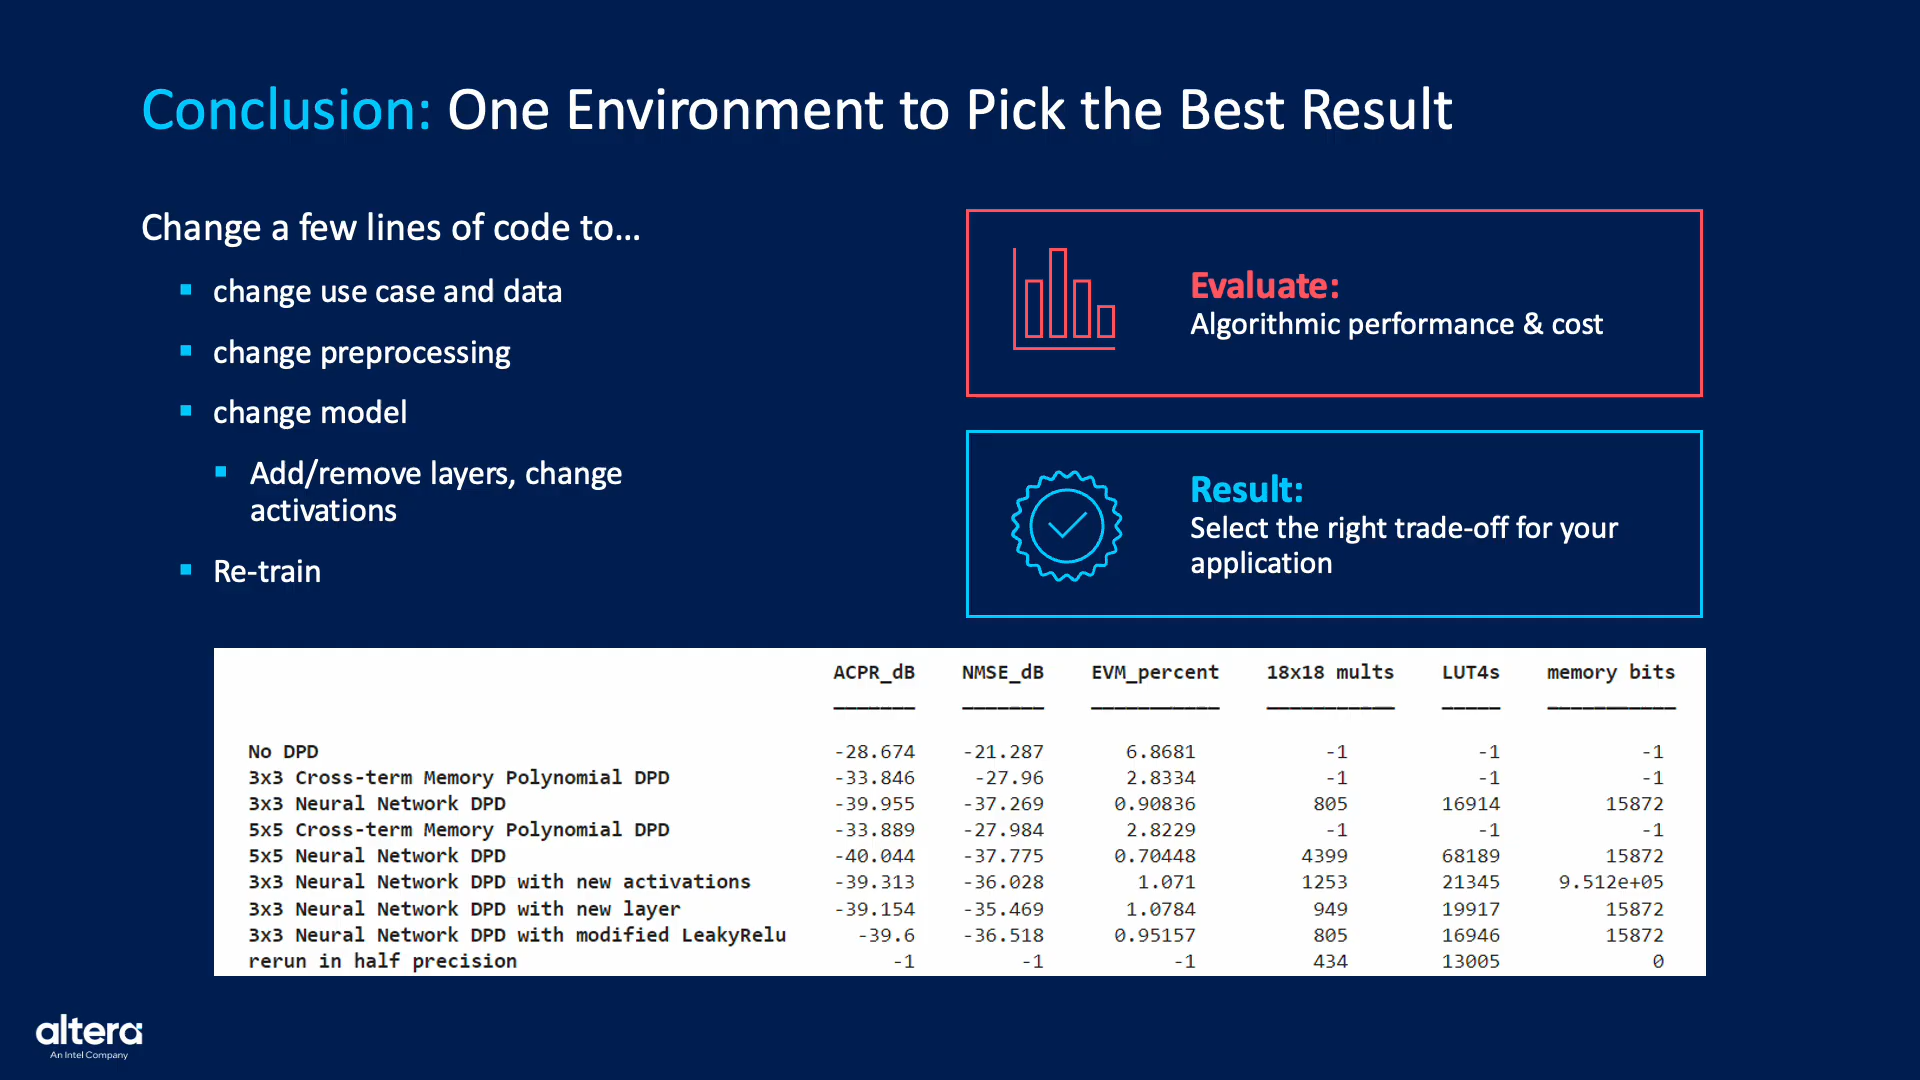 Conclusion: One Environment to Pick the Best Result
Change a few lines of code to...
▪ change use case and data
▪ change preprocessing
▪ change model
▪ Add/remove layers, change
activations
▪ Re-train
Evaluate:
Algorithmic performance & cost
Result:
Select the right trade-off for your
application
ACPR_dB NMSE_dB EVM_percent 18x18 mults LUT4s memory bits
No DPD -28.674 -21.287 6.8681 -1 -1 -1
3x3 Cross-term Memory Polynomial DPD -33.846 -27.96 2.8334 -1 -1 -1
3x3 Neural Network DPD -39.955 -37.269 0.90836 805 16914 15872
5x5 Cross-term Memory Polynomial DPD -33.889 -27.984 2.8229 -1 -1 -1
5x5 Neural Network DPD -40.044 -37.775 0.70448 4399 68189 15872
3x3 Neural Network DPD with new activations -39.313 -36.028 1.071 1253 21345 9.512e+05
3x3 Neural Network DPD with new layer -39.154 -35.469 1.0784 949 19917 15872
3x3 Neural Network DPD with modified LeakyRelu -39.6 -36.518 0.95157 805 16946 15872
rerun in half precision -1 -1 -1 434 13005 0
altera
An Intel Company